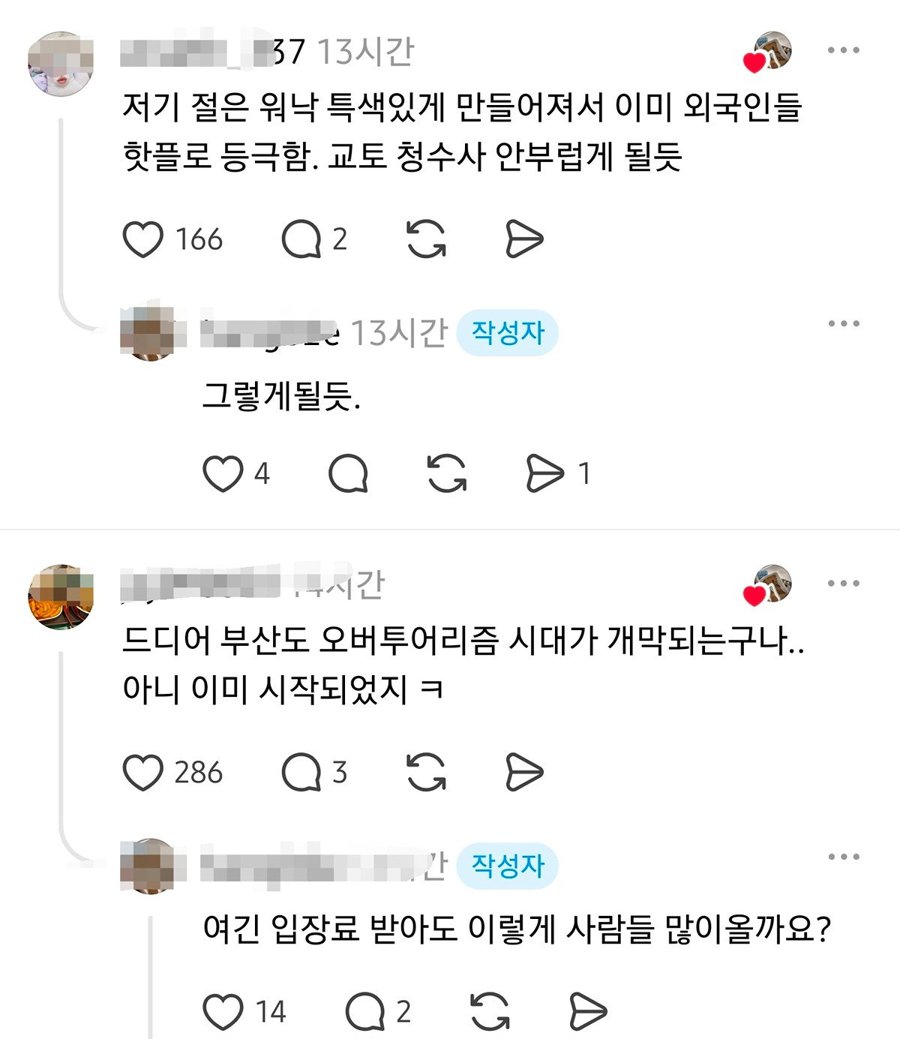 37 13시간
저기 절은 워낙 특색있게 만들어져서 이미 외국인들
핫플로 등극함. 교토 청수사 안부럽게 될듯
166 2
13시간 작성자
그렇게될듯.
4 1
14시간
드디어 부산도 오버투어리즘 시대가 개막되는구나..
아니 이미 시작되었지 ㅋ
286 3
작성자
여긴 입장료 받아도 이렇게 사람들 많이올까요?
14 2